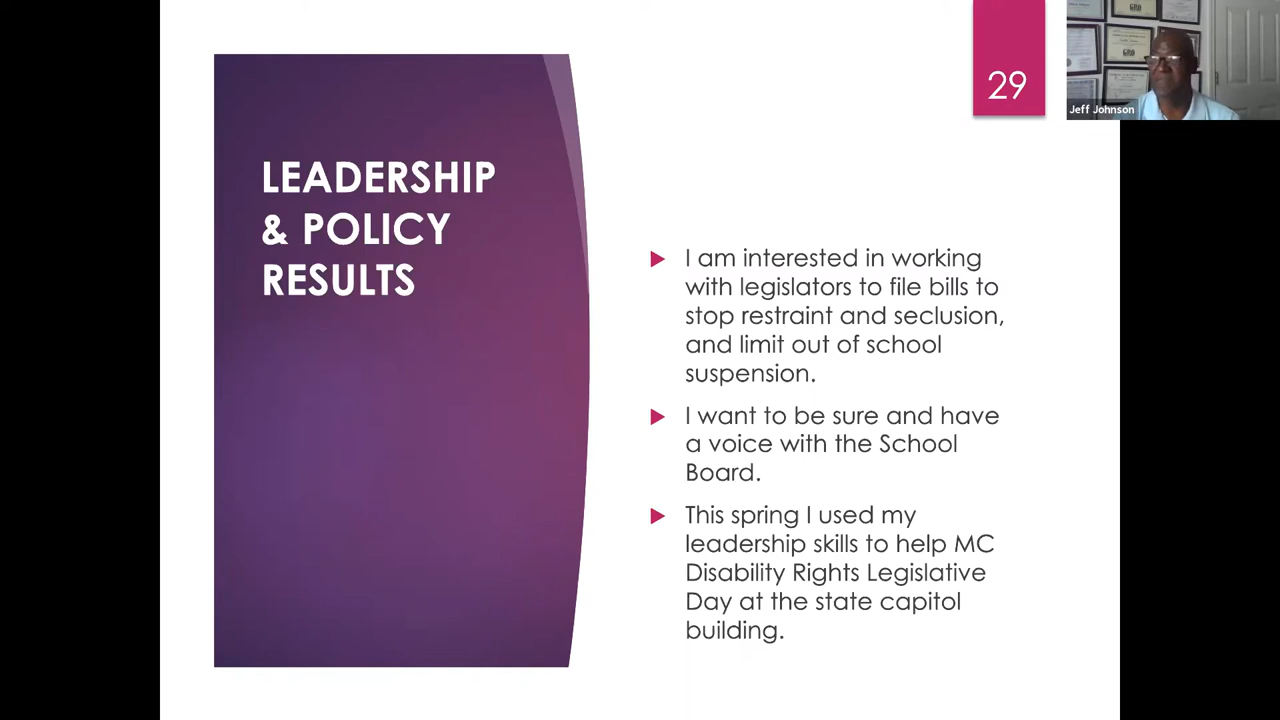 29
Jeff Johnson
GRO
GRO
LEADERSHIP
& POLICY
RESULTS
I am interested in working
with legislators to file bills to
stop restraint and seclusion,
and limit out of school
suspension.
I want to be sure and have
a voice with the School
Board.
This spring I used my
leadership skills to help MC
Disability Rights Legislative
Day at the state capitol
building.